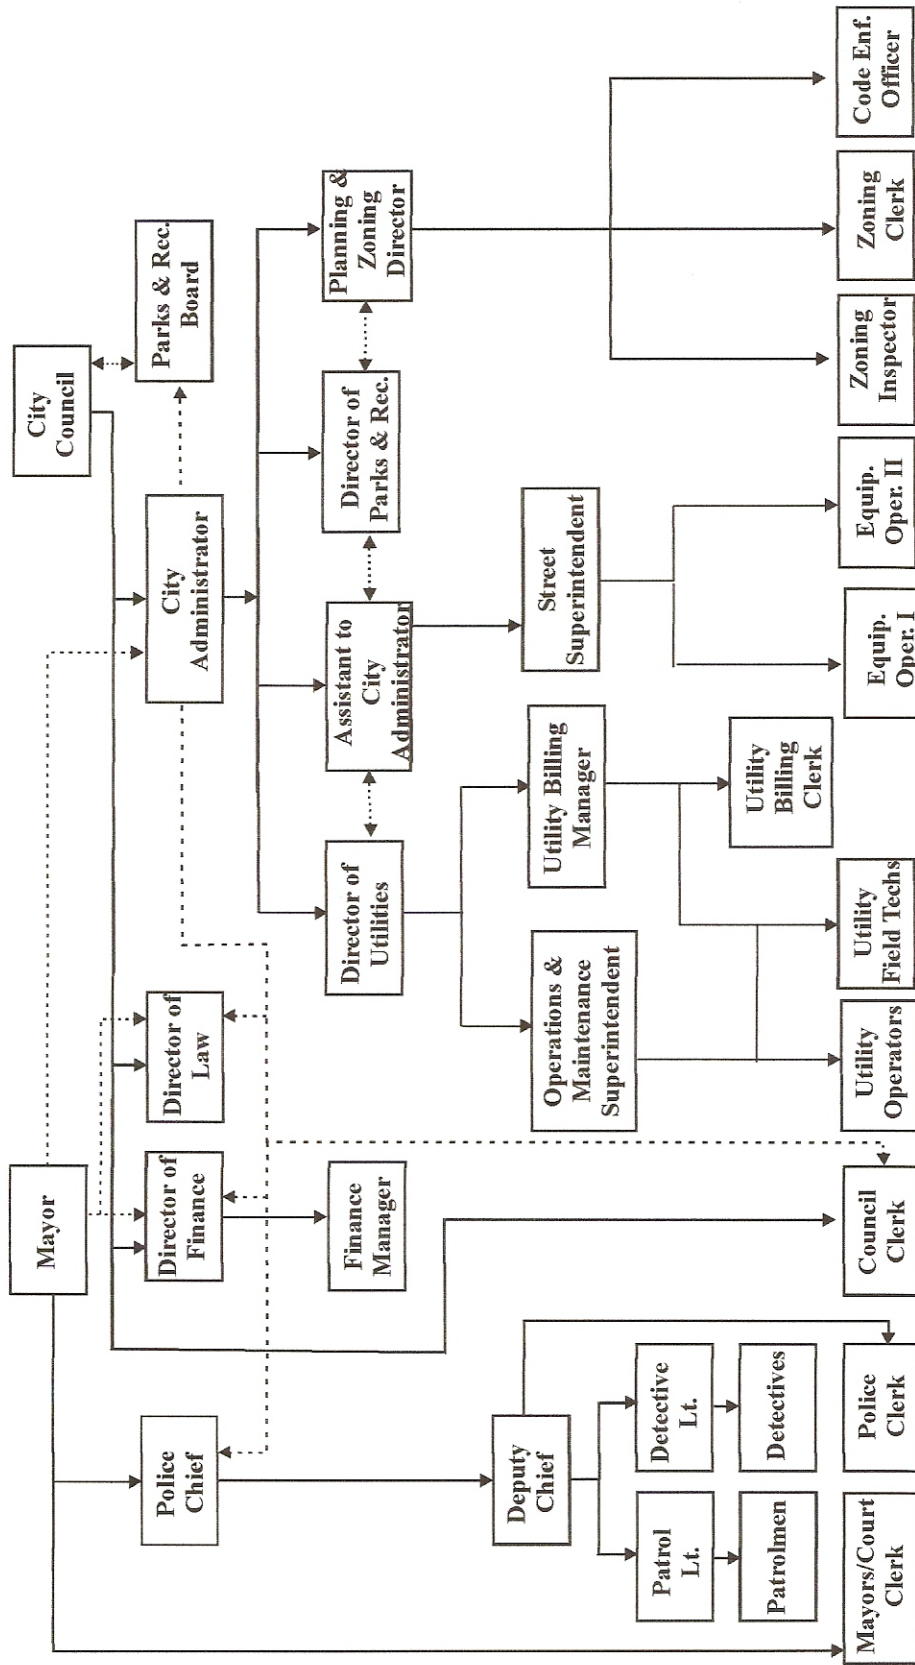 Mayor
City
Council
Police
Chief
Director of
Finance
Director of
Law
City
Administrator
Parks & Rec.
Board
Finance
Manager
Director of
Utilities
Assistant to
City
Administrator
Director of
Parks & Rec.
Planning &
Zoning
Director
Deputy
Chief
Operations &
Maintenance
Superintendent
Utility Billing
Manager
Street
Superintendent
Patrol
Lt.
Detective
Lt.
Patrolmen
Detectives
Utility
Billing
Clerk
Mayors/Court
Clerk
Police
Clerk
Council
Clerk
Utility
Operators
Utility
Field Techs
Equip.
Oper. I
Equip.
Oper. II
Zoning
Inspector
Zoning
Clerk
Code Enf.
Officer